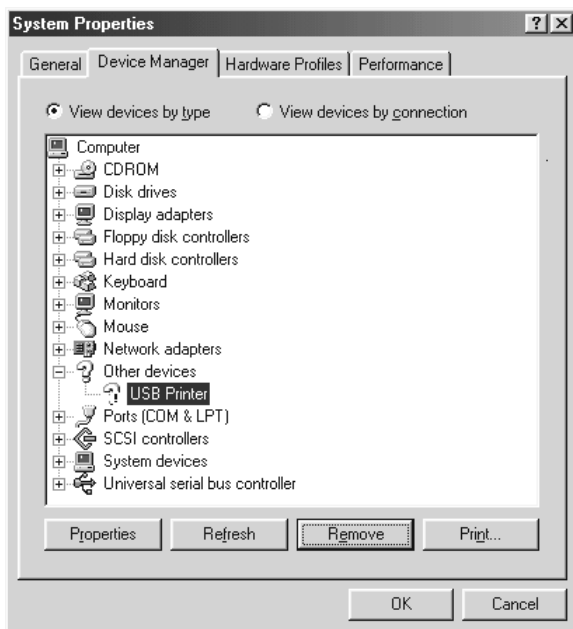 System Properties
General Device Manager Hardware Profiles Performance
View devices by type View devices by connection
Computer
CDROM
Disk drives
Display adapters
Floppy disk controllers
Hard disk controllers
Keyboard
Monitors
Mouse
Network adapters
Other devices
USB Printer
Ports (COM & LPT)
SCSI controllers
System devices
Universal serial bus controller
Properties Refresh Remove Print...
OK Cancel